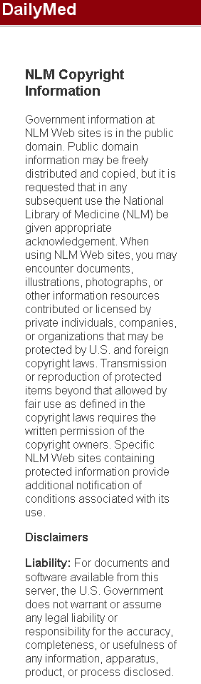 DailyMed
NLM Copyright
Information
Government information at
NLM Web sites is in the public
domain. Public domain
information may be freely
distributed and copied, but it is
requested that in any
subsequent use the National
Library of Medicine (NLM) be
given appropriate
acknowledgement. When
using NLM Web sites, you may
encounter documents,
illustrations, photographs, or
other information resources
contributed or licensed by
private individuals, companies,
or organizations that may be
protected by U.S. and foreign
copyright laws. Transmission
or reproduction of protected
items beyond that allowed by
fair use as defined in the
copyright laws requires the
written permission of the
copyright owners. Specific
NLM Web sites containing
protected information provide
additional notification of
conditions associated with its
use.
Disclaimers
Liability: For documents and
software available from this
server, the U.S. Government
does not warrant or assume
any legal liability or
responsibility for the accuracy,
completeness, or usefulness of
any information, apparatus,
product, or process disclosed.